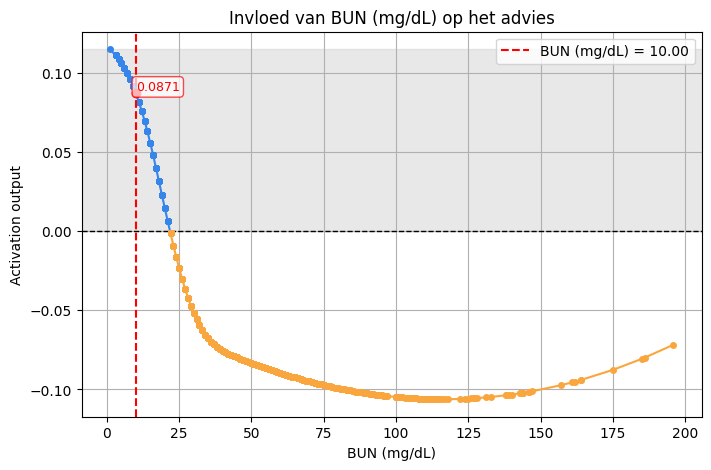 Invloed van BUN (mg/dL) op het advies
BUN (mg/dL) = 10.00
0.0871
Activation output
0.10
0.05
0.00
−0.05
−0.10
0 25 50 75 100 125 150 175 200
BUN (mg/dL)